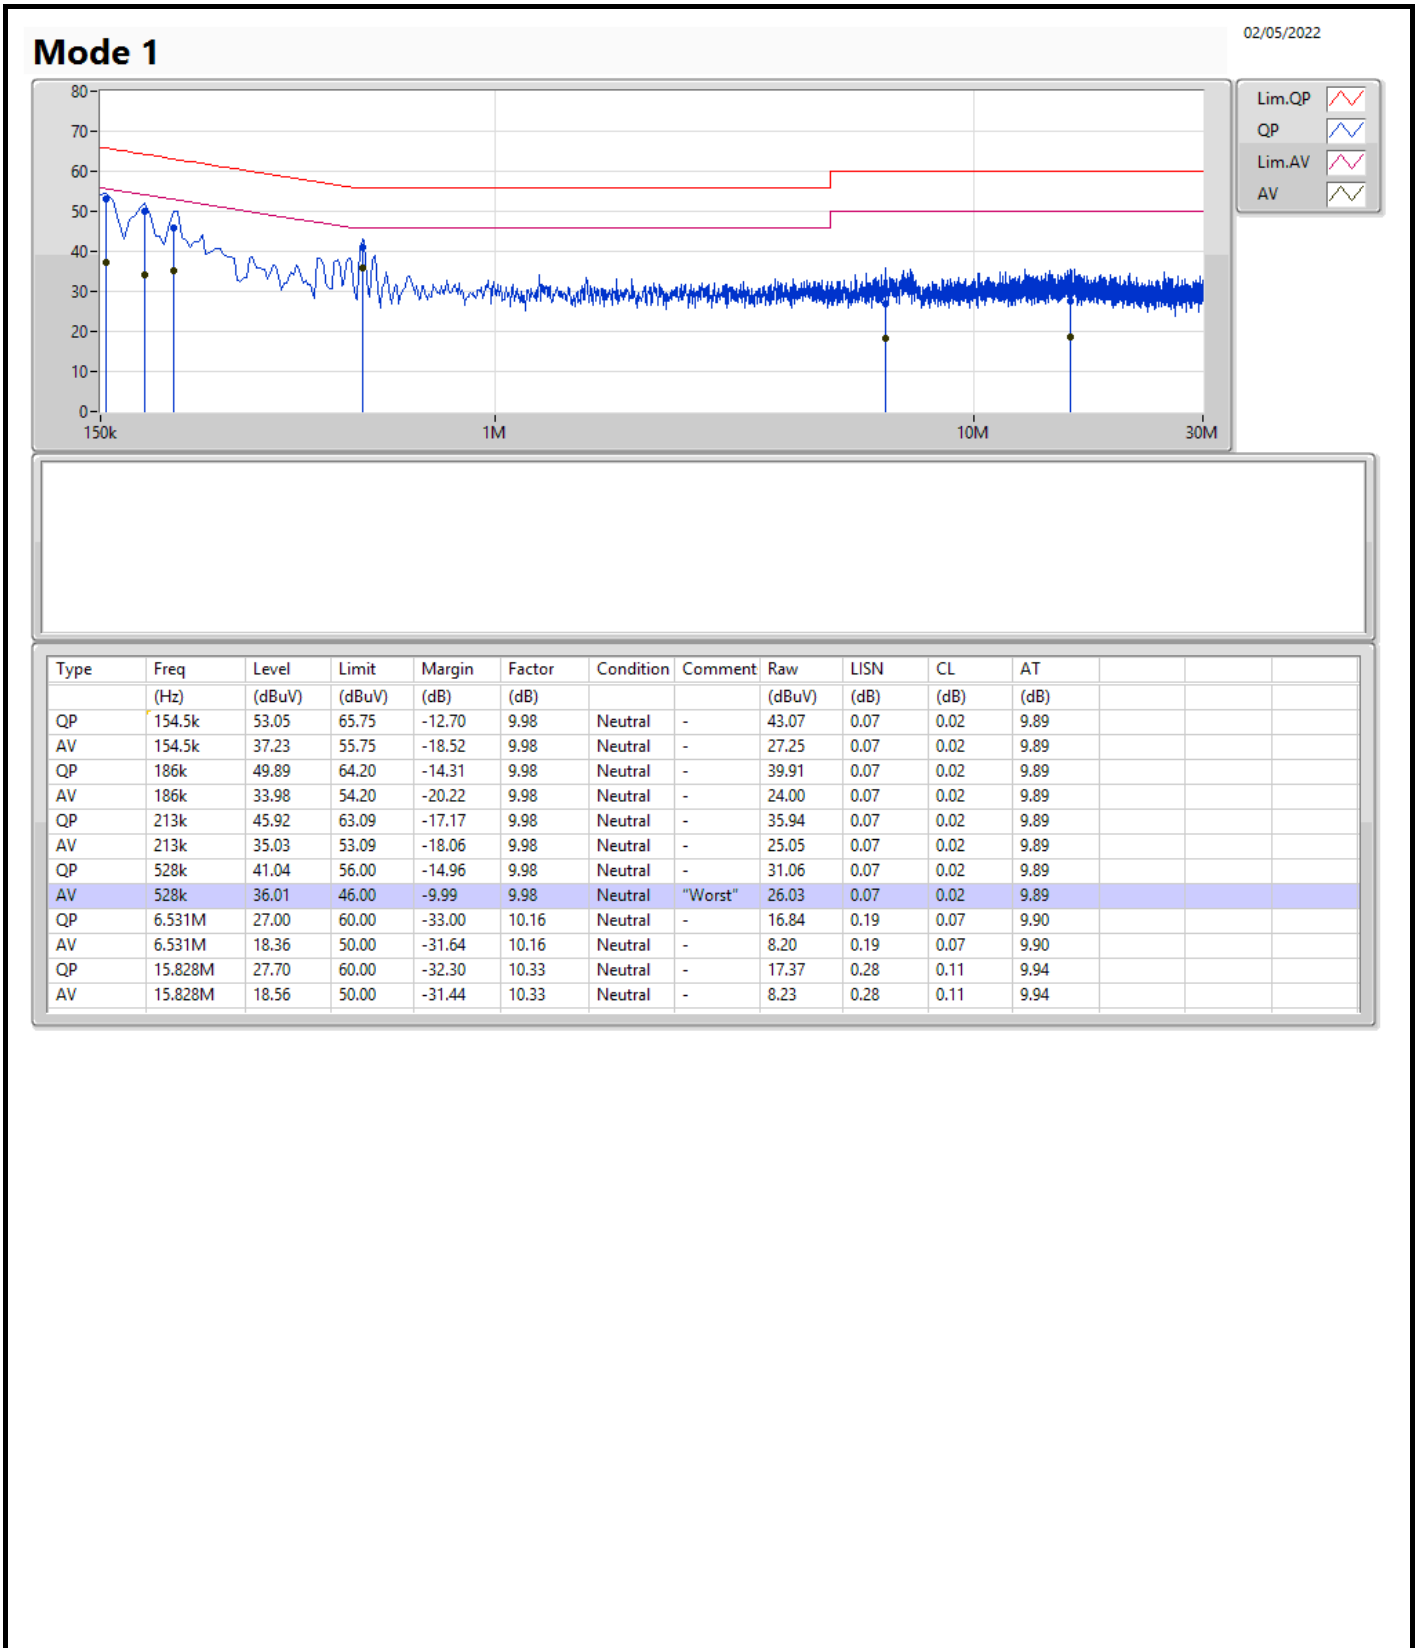 02/05/2022
Mode 1
80
70
60
50
40
30
20
10
0
150k 1M 10M 30M
Lim.QP
QP
Lim.AV
AV
Type Freq Level Limit Margin Factor Condition Comment Raw LISN CL AT
(Hz) (dBuV) (dBuV) (dB) (dB) (dBuV) (dB) (dB) (dB)
QP 154.5k 53.05 65.75 -12.70 9.98 Neutral - 43.07 0.07 0.02 9.89
AV 154.5k 37.23 55.75 -18.52 9.98 Neutral - 27.25 0.07 0.02 9.89
QP 186k 49.89 64.20 -14.31 9.98 Neutral - 39.91 0.07 0.02 9.89
AV 186k 33.98 54.20 -20.22 9.98 Neutral - 24.00 0.07 0.02 9.89
QP 213k 45.92 63.09 -17.17 9.98 Neutral - 35.94 0.07 0.02 9.89
AV 213k 35.03 53.09 -18.06 9.98 Neutral - 25.05 0.07 0.02 9.89
QP 528k 41.04 56.00 -14.96 9.98 Neutral - 31.06 0.07 0.02 9.89
AV 528k 36.01 46.00 -9.99 9.98 Neutral "Worst" 26.03 0.07 0.02 9.89
QP 6.531M 27.00 60.00 -33.00 10.16 Neutral - 16.84 0.19 0.07 9.90
AV 6.531M 18.36 50.00 -31.64 10.16 Neutral - 8.20 0.19 0.07 9.90
QP 15.828M 27.70 60.00 -32.30 10.33 Neutral - 17.37 0.28 0.11 9.94
AV 15.828M 18.56 50.00 -31.44 10.33 Neutral - 8.23 0.28 0.11 9.94